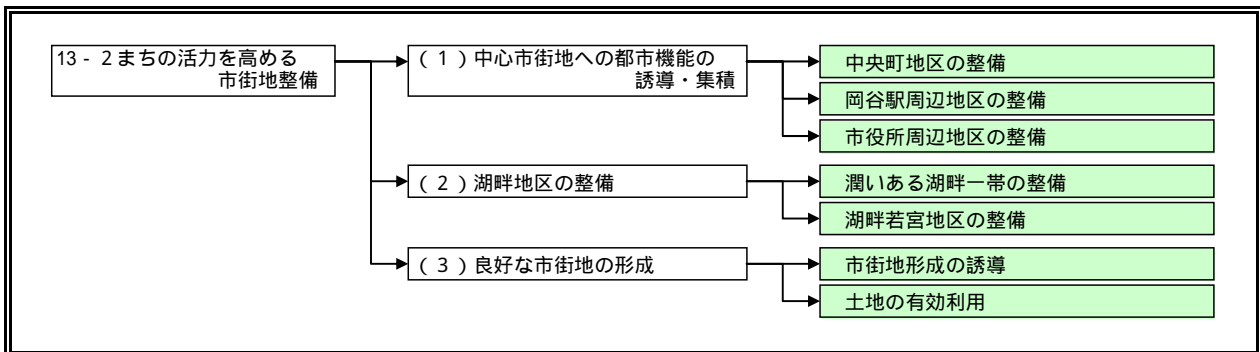 13－2まちの活力を高める
市街地整備
（１）中心市街地への都市機能の
誘導・集積
中央町地区の整備
岡谷駅周辺地区の整備
市役所周辺地区の整備
（２）湖畔地区の整備
潤いある湖畔一帯の整備
湖畔若宮地区の整備
（３）良好な市街地の形成
市街地形成の誘導
土地の有効利用